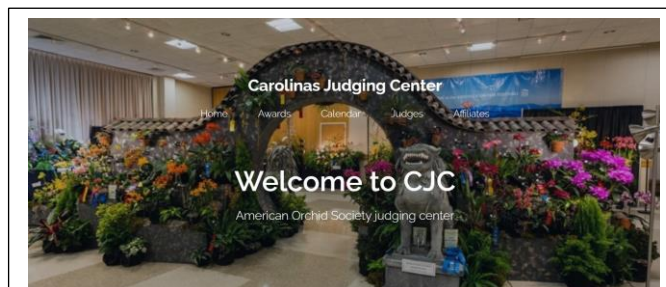 Carolinas Judging Center
Home Awards Calendar Judges Affiliates
Welcome to CJC
American Orchid Society judging center